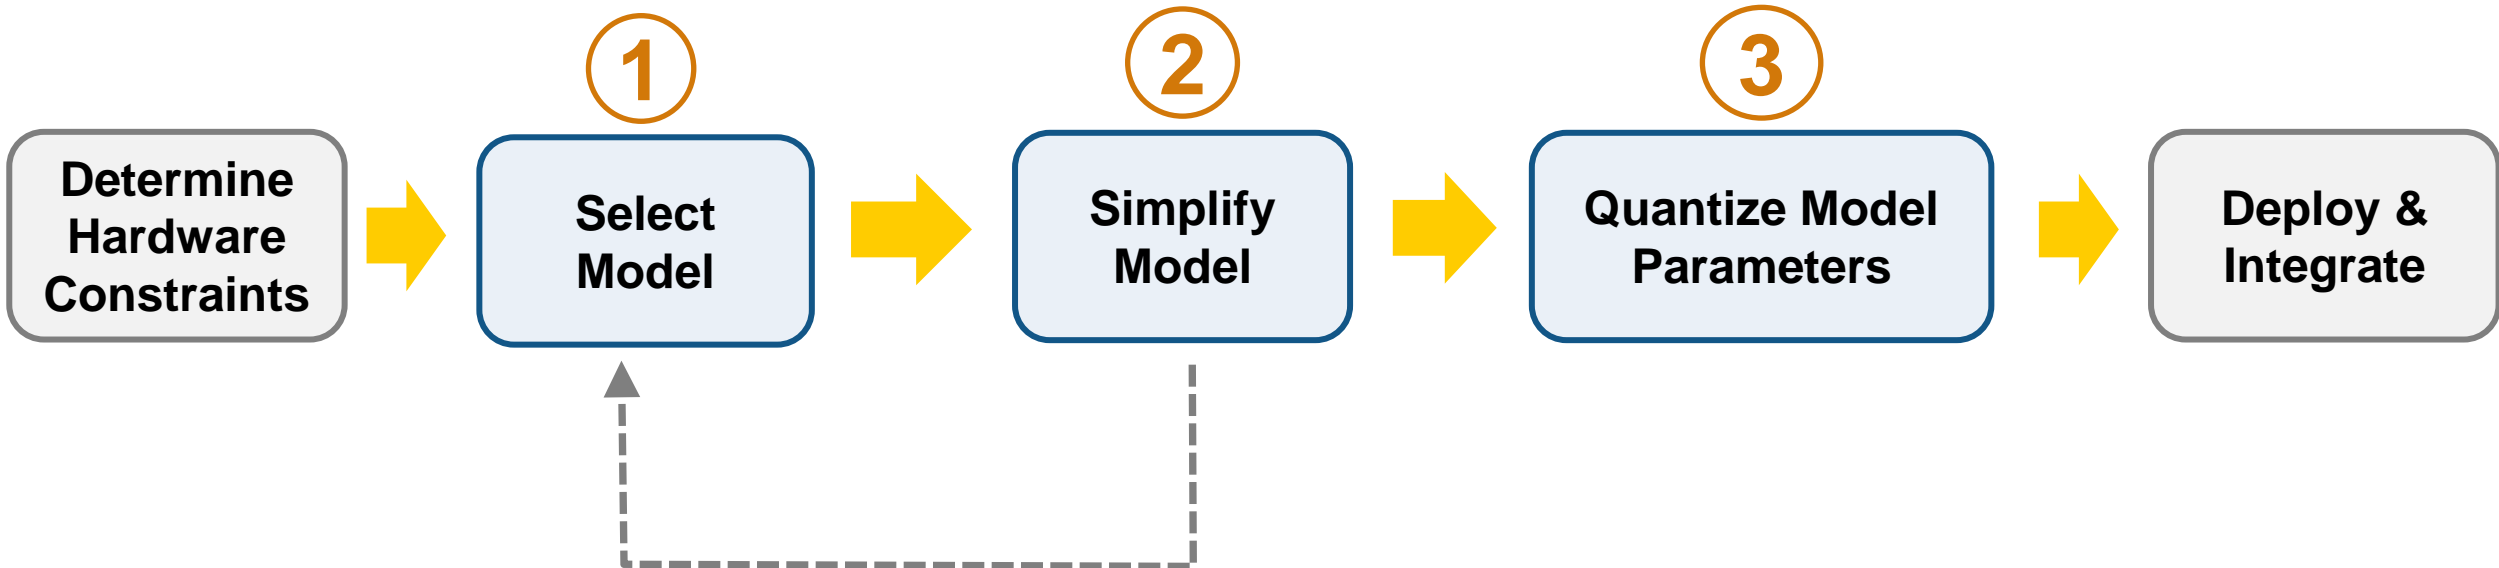 1
2
3
Determine
Hardware
Constraints
Select
Model
Simplify
Model
Quantize Model
Parameters
Deploy &
Integrate